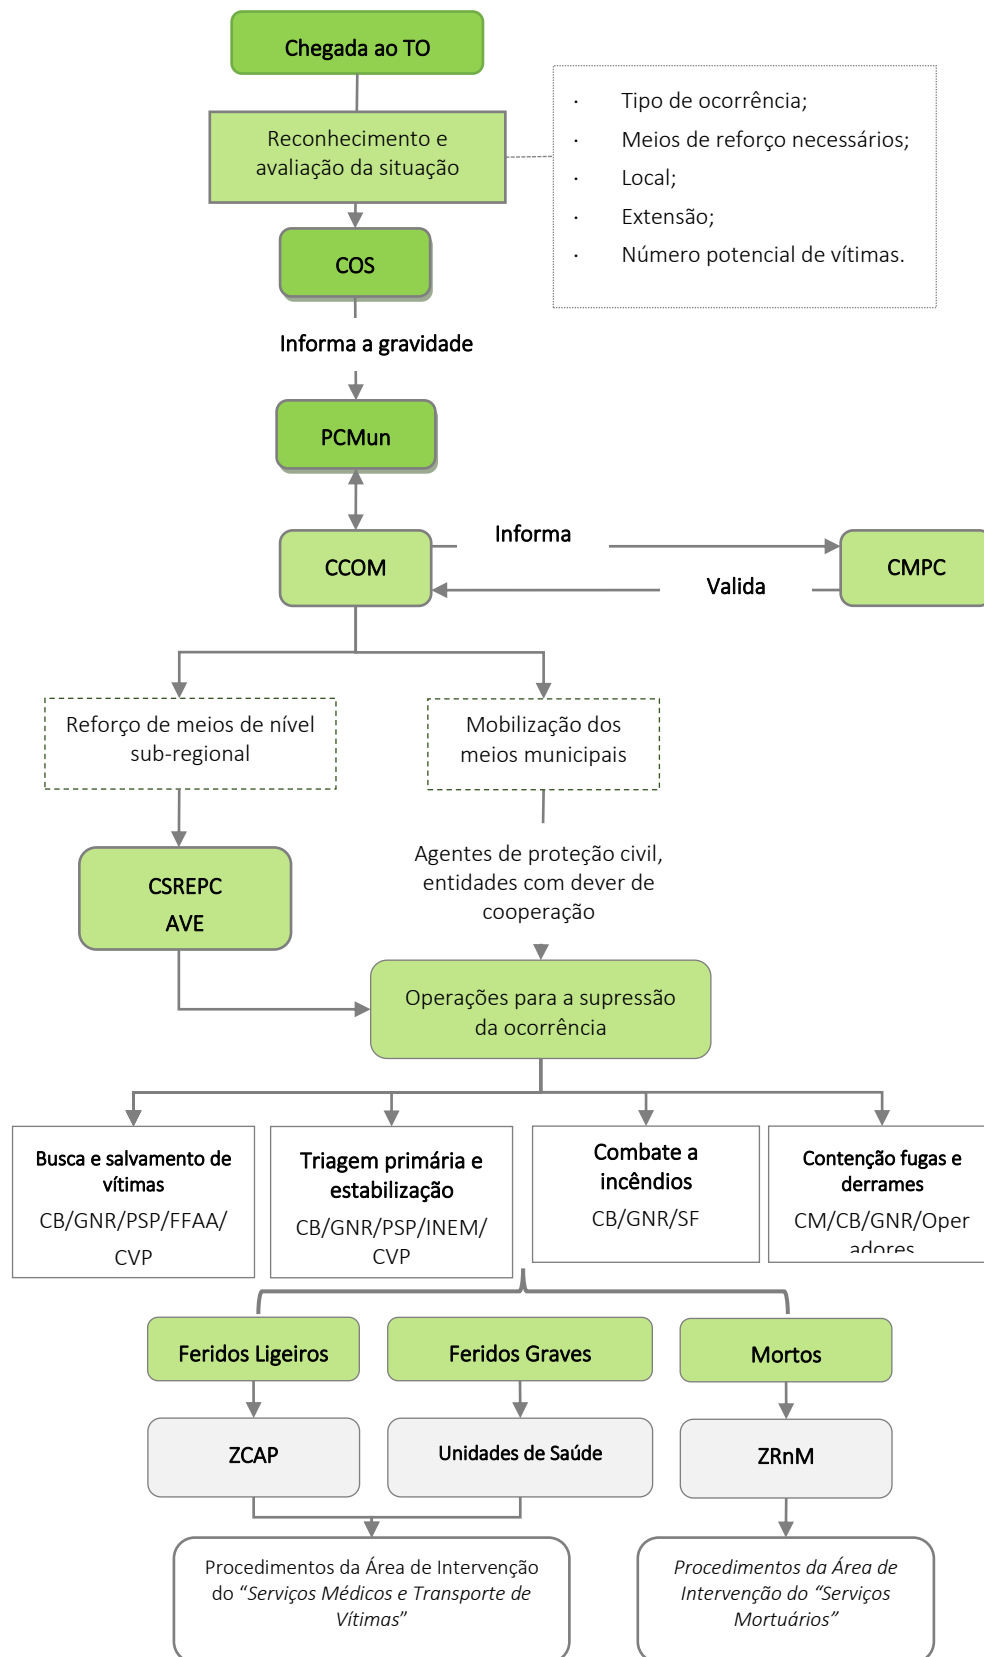 Chegada ao TO
Reconhecimento e
avaliação da situação
· Tipo de ocorrência;
· Meios de reforço necessários;
· Local;
· Extensão;
· Número potencial de vítimas.
COS
Informa a gravidade
PCMun
CCOM
Informa
Valida
CMPC
Reforço de meios de nível
sub-regional
Mobilização dos
meios municipais
CSREPC
AVE
Agentes de proteção civil,
entidades com dever de
cooperação
Operações para a supressão
da ocorrência
Busca e salvamento de
vítimas
CB/GNR/PSP/FFAA/
CVP
Triagem primária e
estabilização
CB/GNR/PSP/INEM/
CVP
Combate a
incêndios
CB/GNR/SF
Contenção fugas e
derrames
CM/CB/GNR/Oper
adores
Feridos Ligeiros
Feridos Graves
Mortos
ZCAP
Unidades de Saúde
ZRnM
Procedimentos da Área de Intervenção
do “Serviços Médicos e Transporte de
Vítimas”
Procedimentos da Área de
Intervenção do “Serviços
Mortuários”